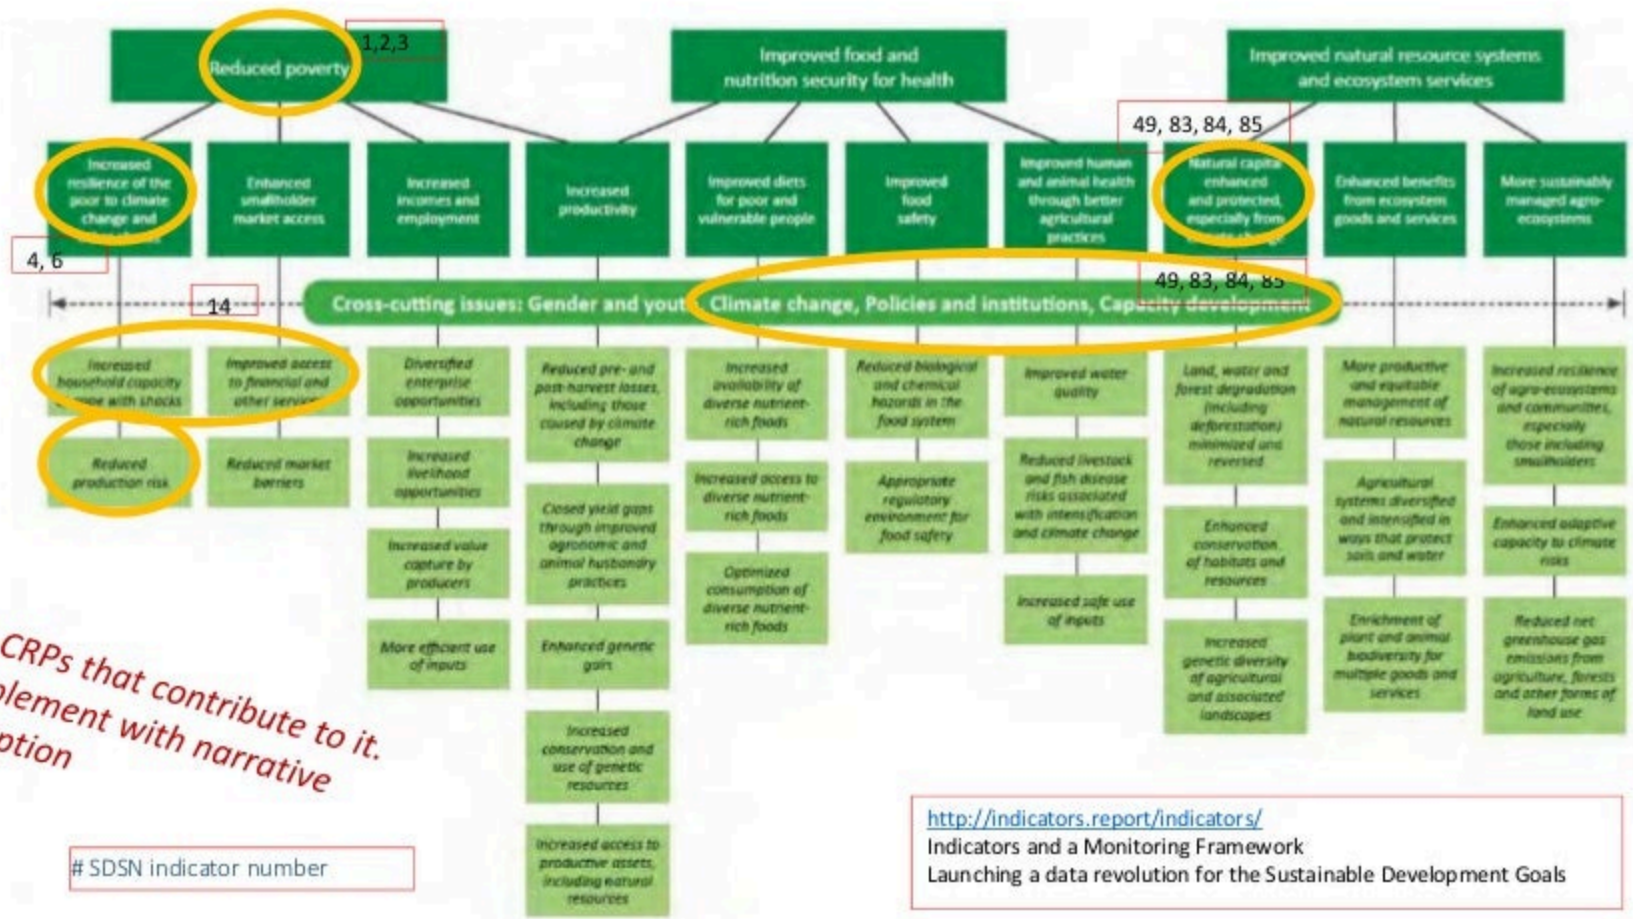 1,2,3
Reduced poverty
Improved food and
nutrition security for health
Improved natural resource systems
and ecosystem services
49, 83, 84, 85
Increased
resilience of the
poor to climate
change and
Enhanced
smallholder
market access
Increased
incomes and
employment
Increased
productivity
Improved diets
for poor and
vulnerable people
Improved
food
safety
Improved human
and animal health
through better
agricultural
practices
Natural capital
enhanced
and protected,
especially from
climate change
Enhanced benefits
from ecosystem
goods and services
More sustainably
managed agro-
ecosystems
4, 6
14
49, 83, 84, 85
Cross-cutting issues: Gender and yout Climate change, Policies and institutions, Capacity development
Increased
household capacity
cope with shocks
Reduced
production risk
Improved access
to financial and
other services
Reduced market
barriers
Diversified
enterprise
opportunities
Increased
livelihood
opportunities
Increased value
capture by
producers
More efficient use
of inputs
Reduced pre- and
post-harvest losses,
including those
caused by climate
change
Closed yield gaps
through improved
agronomic and
animal husbandry
practices
Enhanced genetic
gain
Increased
conservation and
use of genetic
resources
Increased access to
productive assets,
including natural
resources
Increased
availability of
diverse nutrient-
rich foods
Increased access to
diverse nutrient-
rich foods
Optimized
consumption of
diverse nutrient-
rich foods
Reduced biological
and chemical
hazards in the
food system
Appropriate
regulatory
environment for
food safety
Improved water
quality
Reduced livestock
and fish disease
risks associated
with intensification
and climate change
Increased safe use
of inputs
Land, water and
forest degradation
(including
deforestation)
minimized and
reversed
Enhanced
conservation
of habitats and
resources
Increased
genetic diversity
of agricultural
and associated
landscapes
More productive
and equitable
management of
natural resources
Agricultural
systems diversified
and intensified in
ways that protect
soils and water
Enrichment of
plant and animal
biodiversity for
multiple goods and
services
Increased resilience
of agro-ecosystems
and communities,
especially
those including
smallholders
Enhanced adaptive
capacity to climate
risks
Reduced net
greenhouse gas
emissions from
agriculture, forests
and other forms of
land use
CRPs that contribute to it.
plement with narrative
ption
# SDSN indicator number
http://indicators.report/indicators/
Indicators and a Monitoring Framework
Launching a data revolution for the Sustainable Development Goals